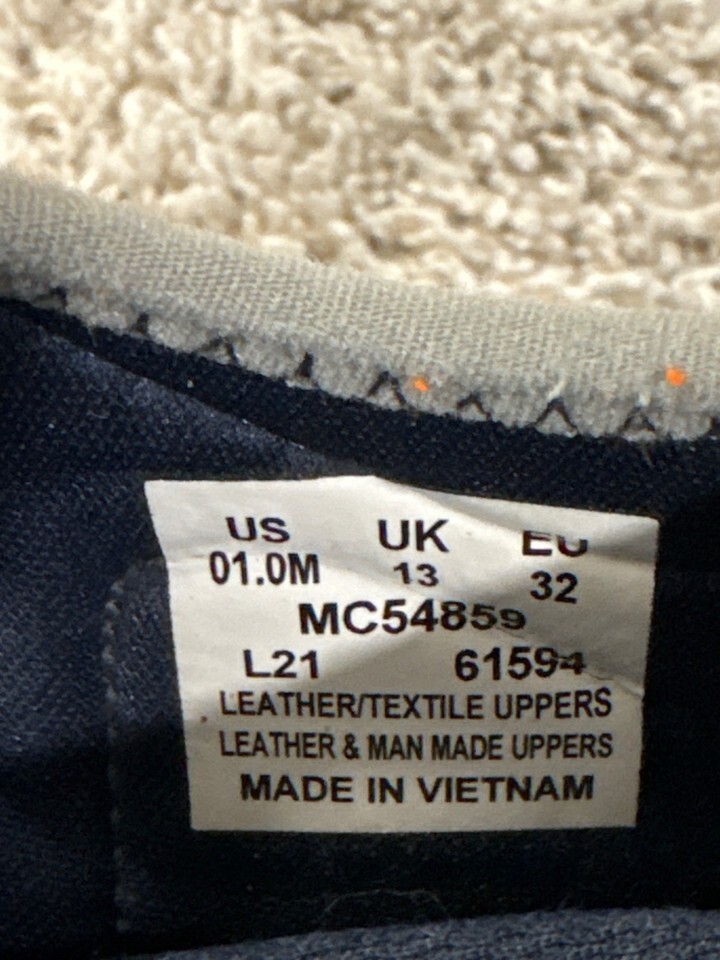 US UK EU
01.0M 13 32
MC54859
L21 61594
LEATHER/TEXTILE UPPERS
LEATHER & MAN MADE UPPERS
MADE IN VIETNAM